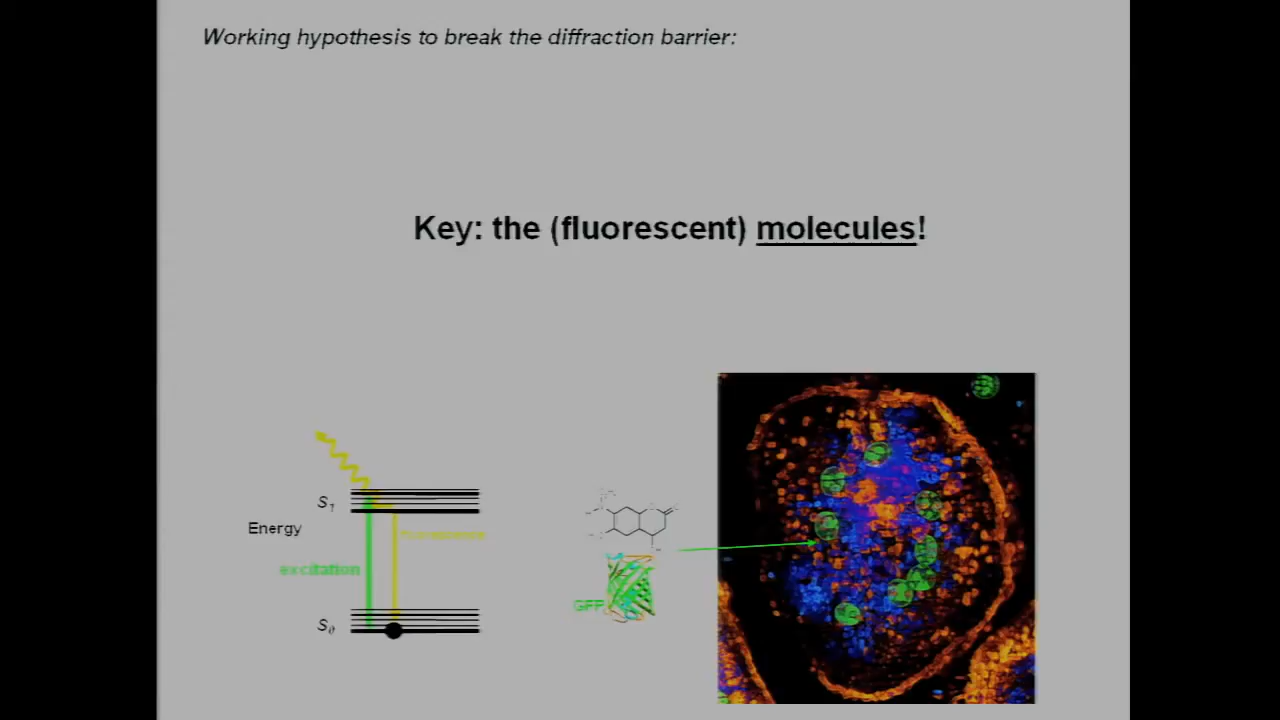 Working hypothesis to break the diffraction barrier:
Key: the (fluorescent) molecules!
S1
Energy
excitation
S0
GFP